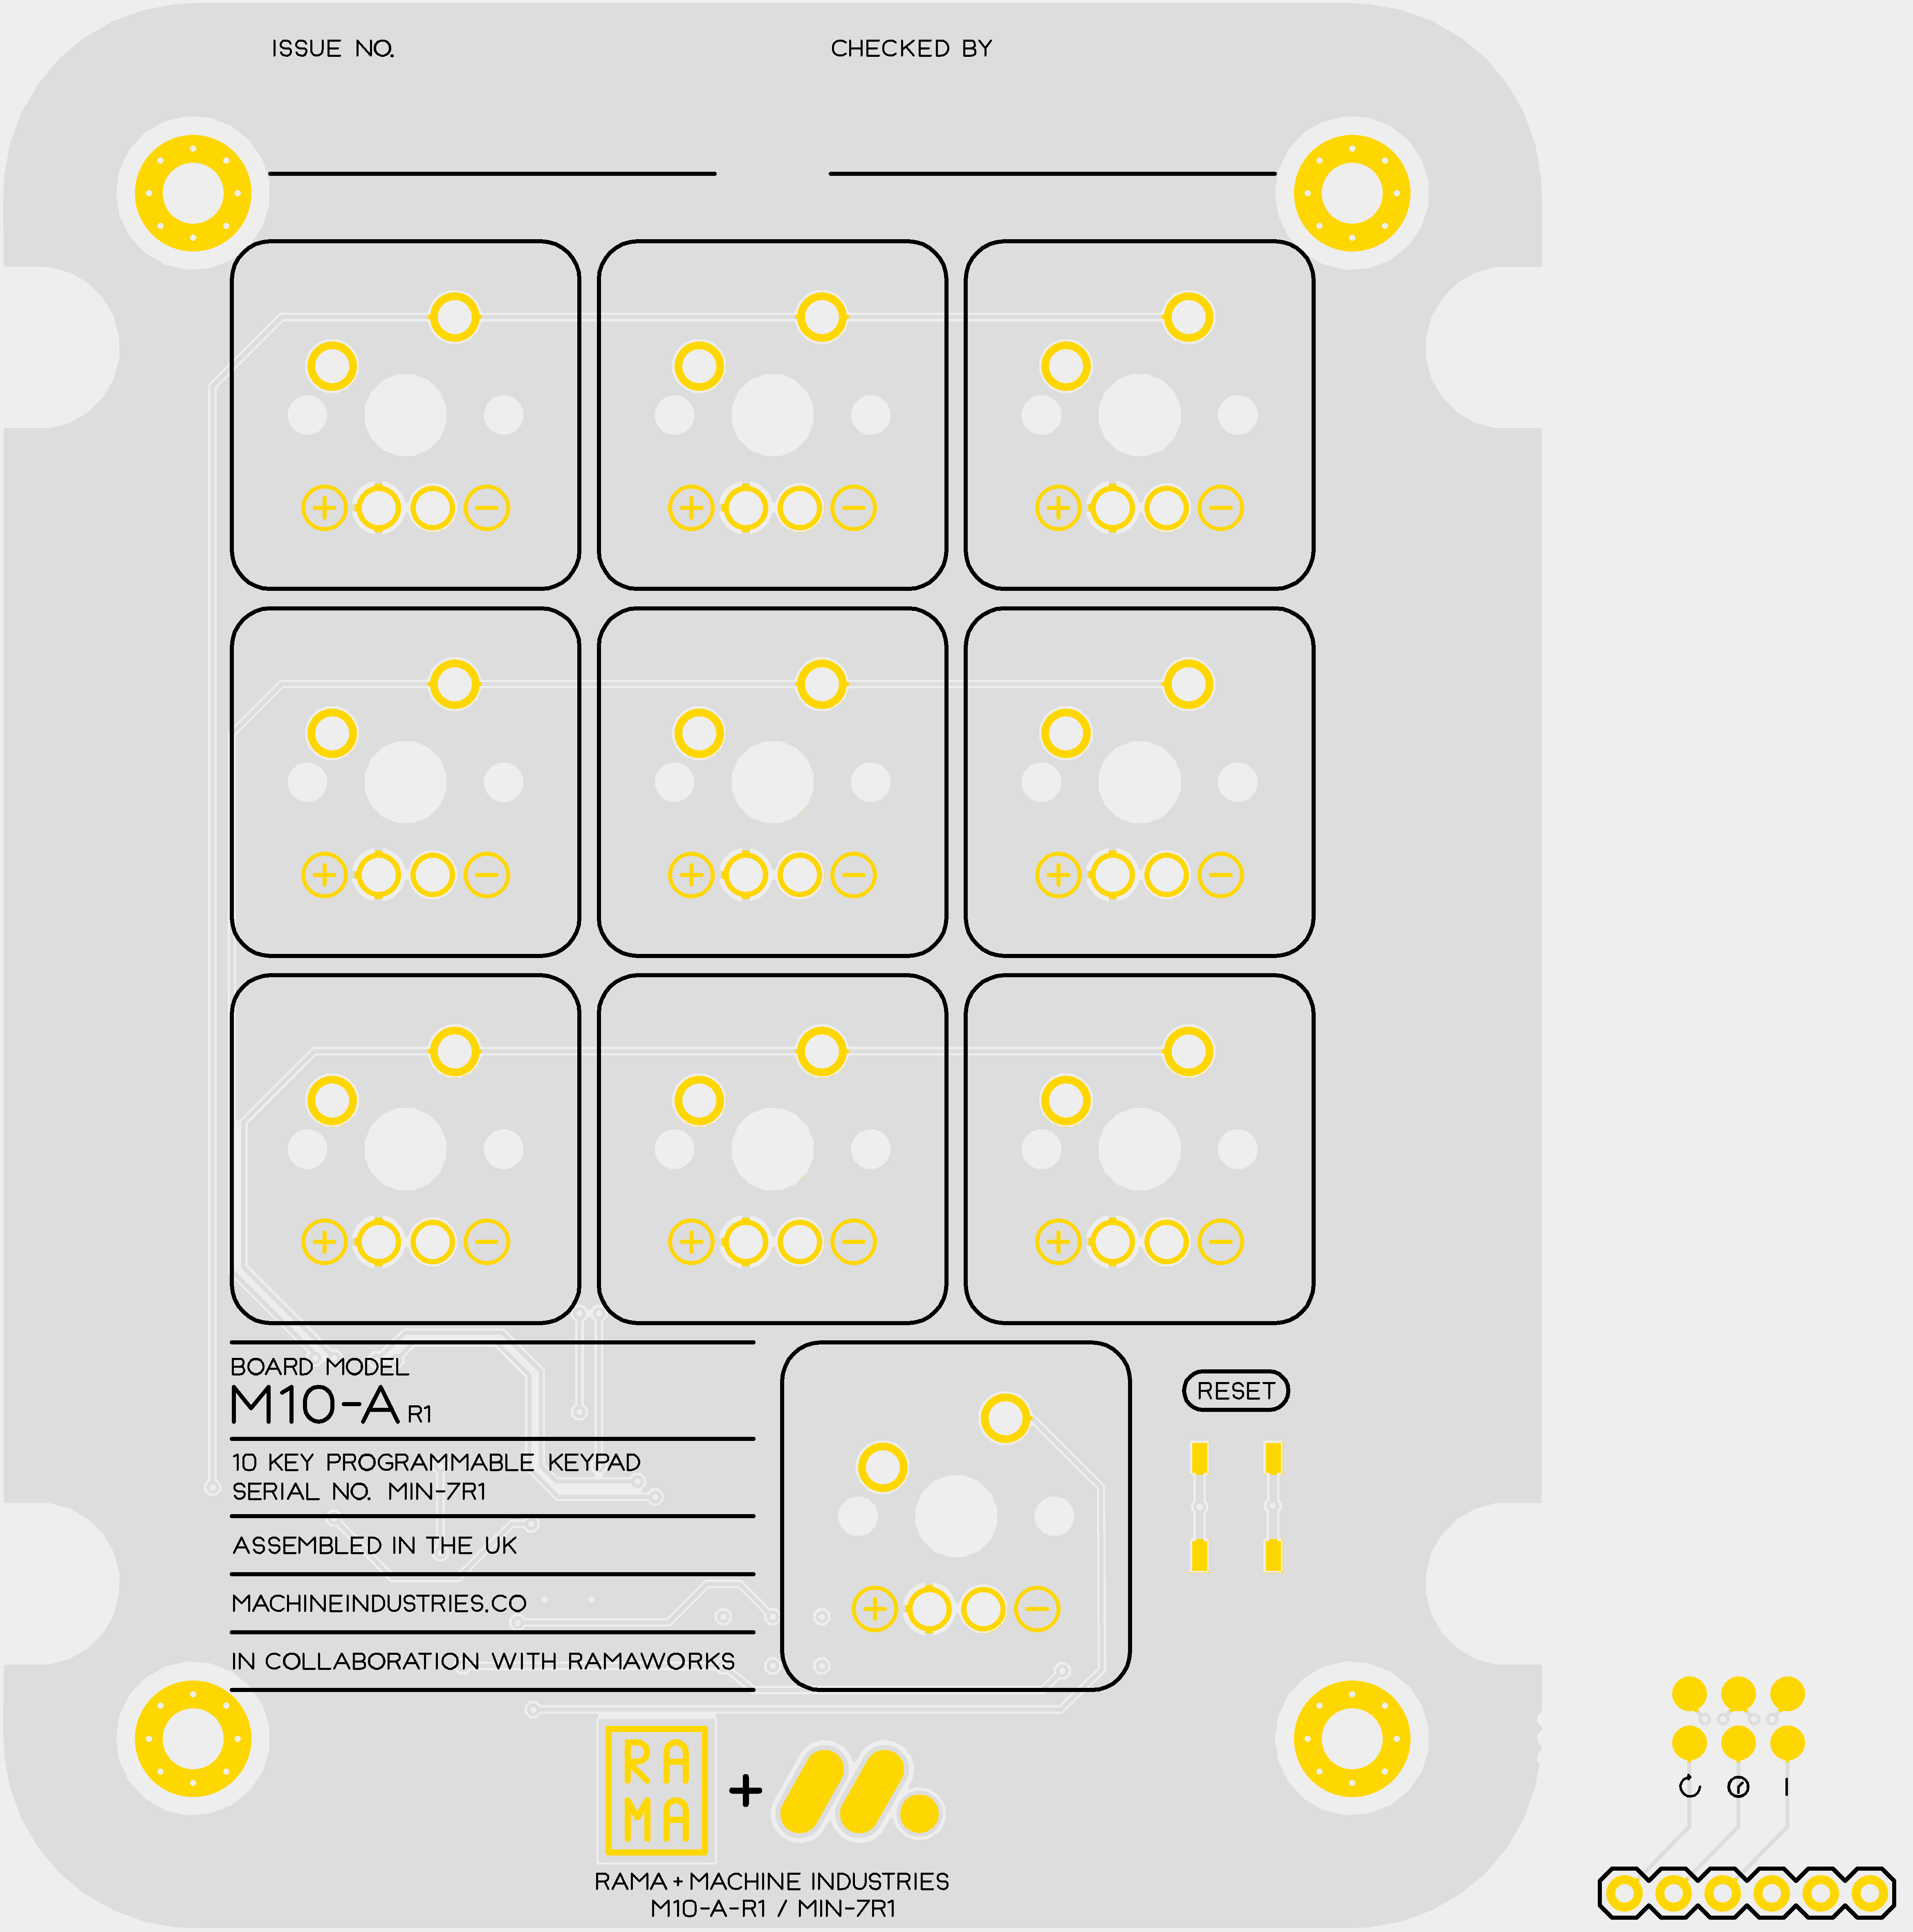 ISSUE NO.
CHECKED BY
BOARD MODEL
M10-A R1
RESET
10 KEY PROGRAMMABLE KEYPAD
SERIAL NO. MIN-7R1
ASSEMBLED IN THE UK
MACHINEINDUSTRIES.CO
IN COLLABORATION WITH RAMAWORKS
RA
MA
+
RAMA + MACHINE INDUSTRIES
M10-A-R1 / MIN-7R1